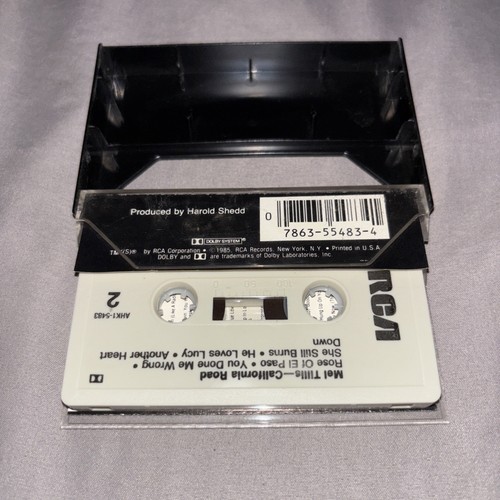 Produced by Harold Shedd
0
7863-55483-4
DOLBY SYSTEM
TM(S)® by RCA Corporation • © 1985, RCA Records, New York, N.Y. • Printed in U.S.A.
DOLBY and are trademarks of Dolby Laboratories, Inc.
RCA
2
AHK1-5483
Mel Tillis—California Road
Rose Of El Paso • You Done Me Wrong •
She Still Burns • He Loves Lucy • Another Heart
Down